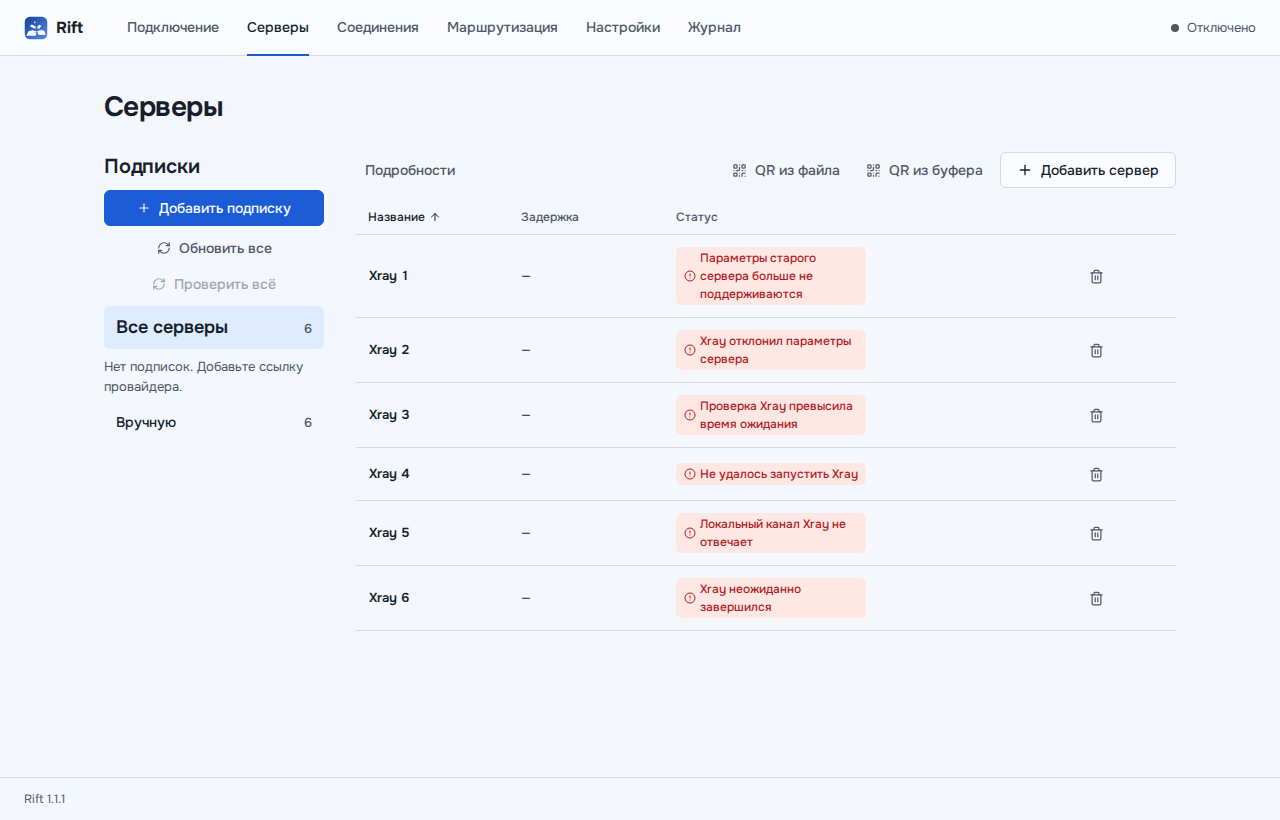 Rift
Подключение
Серверы
Соединения
Маршрутизация
Настройки
Журнал
Отключено
Серверы
Подписки
Добавить подписку
Обновить все
Проверить всё
Все серверы 6
Нет подписок. Добавьте ссылку
провайдера.
Вручную 6
Подробности
QR из файла
QR из буфера
Добавить сервер
Название
Задержка
Статус
Xray 1 –
Параметры старого
сервера больше не
поддерживаются
Xray 2 –
Xray отклонил параметры
сервера
Xray 3 –
Проверка Xray превысила
время ожидания
Xray 4 –
Не удалось запустить Xray
Xray 5 –
Локальный канал Xray не
отвечает
Xray 6 –
Xray неожиданно
завершился
Rift 1.1.1